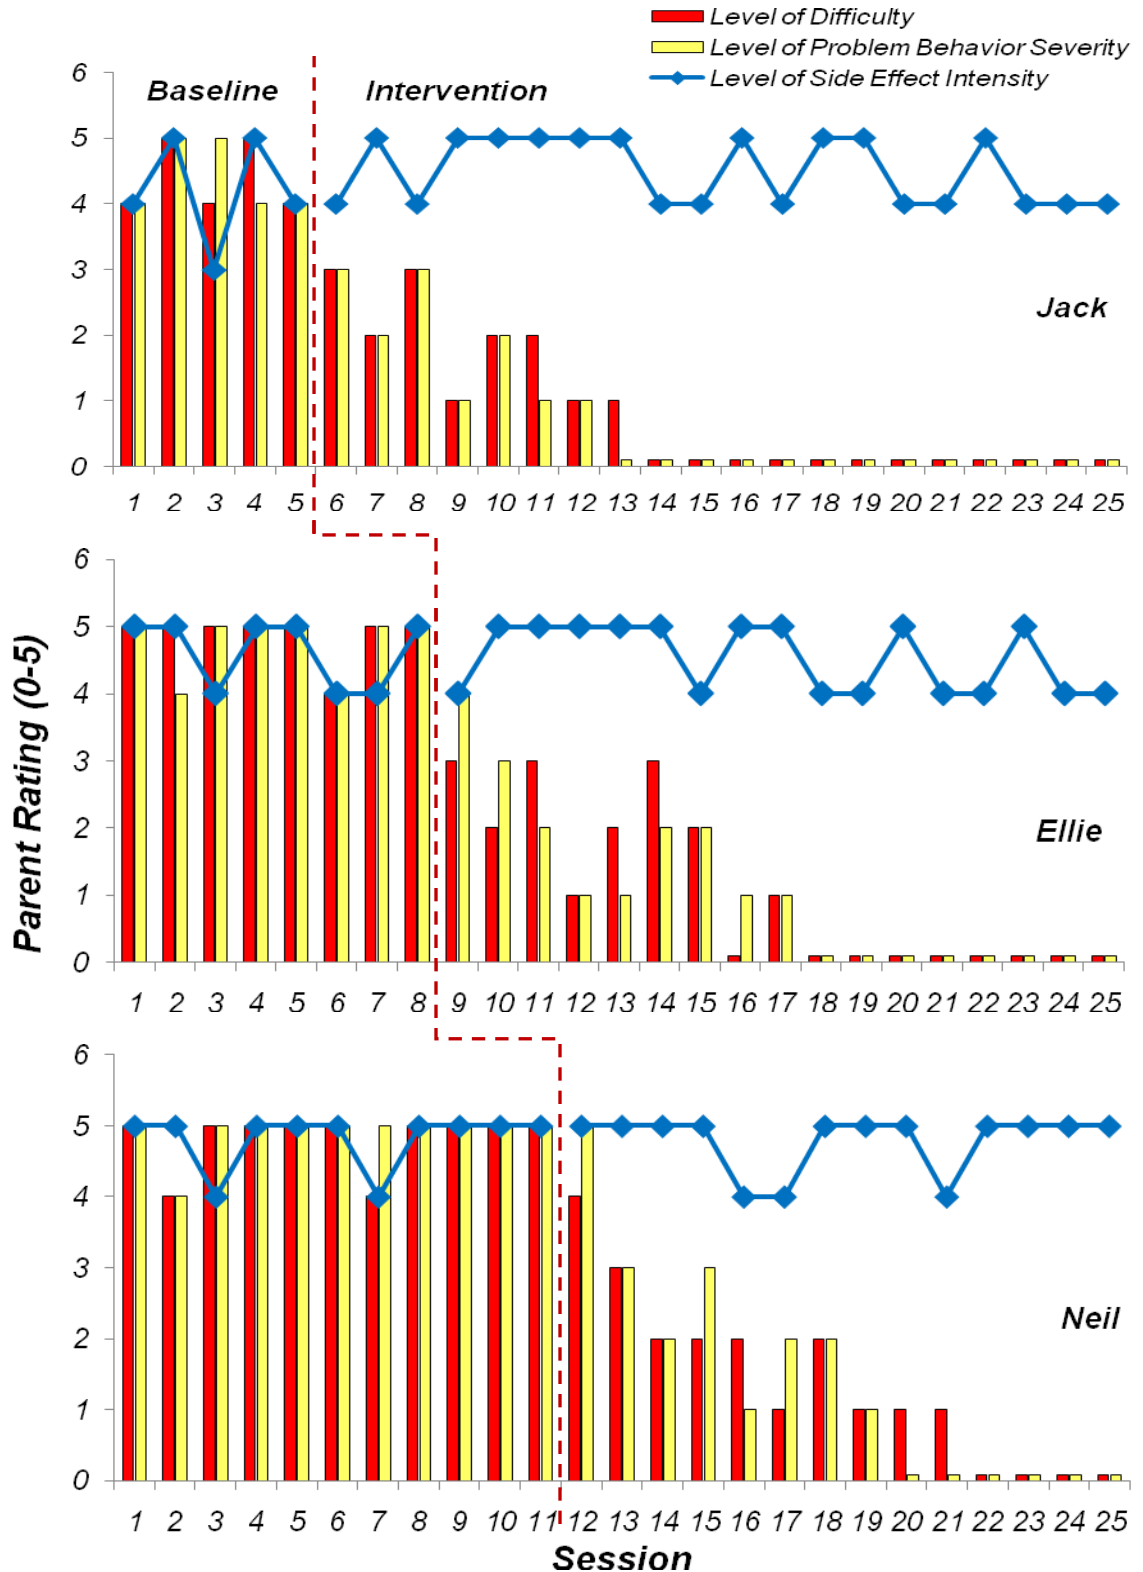 Level of Difficulty
Level of Problem Behavior Severity
Level of Side Effect Intensity
Baseline
Intervention
6
5
4
3
2
1
0
Jack
1 2 3 4 5 6 7 8 9 10 11 12 13 14 15 16 17 18 19 20 21 22 23 24 25
Parent Rating (0-5)
6
5
4
3
2
1
0
Ellie
1 2 3 4 5 6 7 8 9 10 11 12 13 14 15 16 17 18 19 20 21 22 23 24 25
6
5
4
3
2
1
0
Neil
1 2 3 4 5 6 7 8 9 10 11 12 13 14 15 16 17 18 19 20 21 22 23 24 25
Session